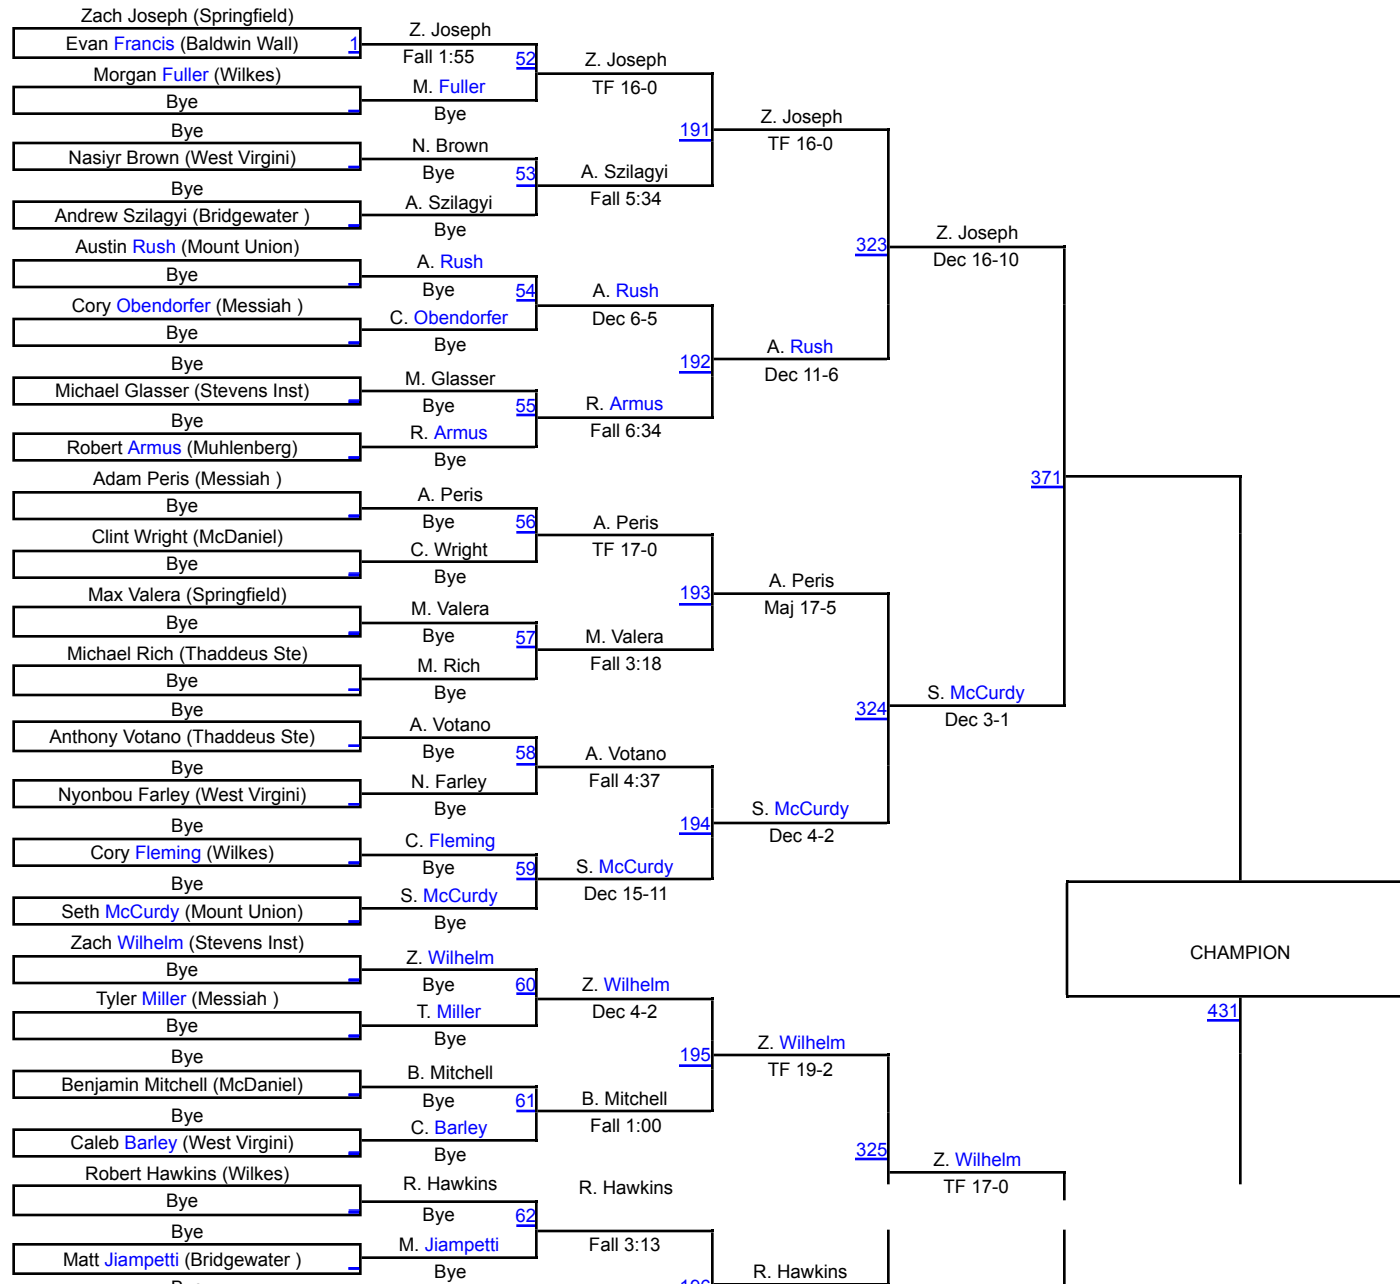 Zach Joseph (Springfield)
Evan Francis (Baldwin Wall) 1
Morgan Fuller (Wilkes)
Bye
Bye
Nasiyr Brown (West Virgini)
Bye
Andrew Szilagyi (Bridgewater )
Austin Rush (Mount Union)
Bye
Cory Obendorfer (Messiah )
Bye
Bye
Michael Glasser (Stevens Inst)
Bye
Robert Armus (Muhlenberg)
Adam Peris (Messiah )
Bye
Clint Wright (McDaniel)
Bye
Max Valera (Springfield)
Bye
Michael Rich (Thaddeus Ste)
Bye
Bye
Anthony Votano (Thaddeus Ste)
Bye
Nyonbou Farley (West Virgini)
Bye
Cory Fleming (Wilkes)
Bye
Seth McCurdy (Mount Union)
Zach Wilhelm (Stevens Inst)
Bye
Tyler Miller (Messiah )
Bye
Bye
Benjamin Mitchell (McDaniel)
Bye
Caleb Barley (West Virgini)
Robert Hawkins (Wilkes)
Bye
Bye
Matt Jiampetti (Bridgewater )
Z. Joseph
Fall 1:55
52
M. Fuller
Bye
N. Brown
Bye
53
A. Szilagyi
Bye
A. Rush
Bye
54
C. Obendorfer
Bye
M. Glasser
Bye
55
R. Armus
Bye
A. Peris
Bye
56
C. Wright
Bye
M. Valera
Bye
57
M. Rich
Bye
A. Votano
Bye
58
N. Farley
Bye
C. Fleming
Bye
59
S. McCurdy
Bye
Z. Wilhelm
Bye
60
T. Miller
Bye
B. Mitchell
Bye
61
C. Barley
Bye
R. Hawkins
Bye
62
M. Jiampetti
Bye
Z. Joseph
TF 16-0
191
A. Szilagyi
Fall 5:34
A. Rush
Dec 6-5
192
R. Armus
Fall 6:34
A. Peris
TF 17-0
193
M. Valera
Fall 3:18
A. Votano
Fall 4:37
194
S. McCurdy
Dec 15-11
Z. Wilhelm
Dec 4-2
195
B. Mitchell
Fall 1:00
R. Hawkins
Fall 3:13
Z. Joseph
TF 16-0
323
A. Rush
Dec 11-6
A. Peris
Maj 17-5
324
S. McCurdy
Dec 4-2
Z. Wilhelm
TF 19-2
325
R. Hawkins
Z. Joseph
Dec 16-10
371
S. McCurdy
Dec 3-1
Z. Wilhelm
TF 17-0
CHAMPION
431